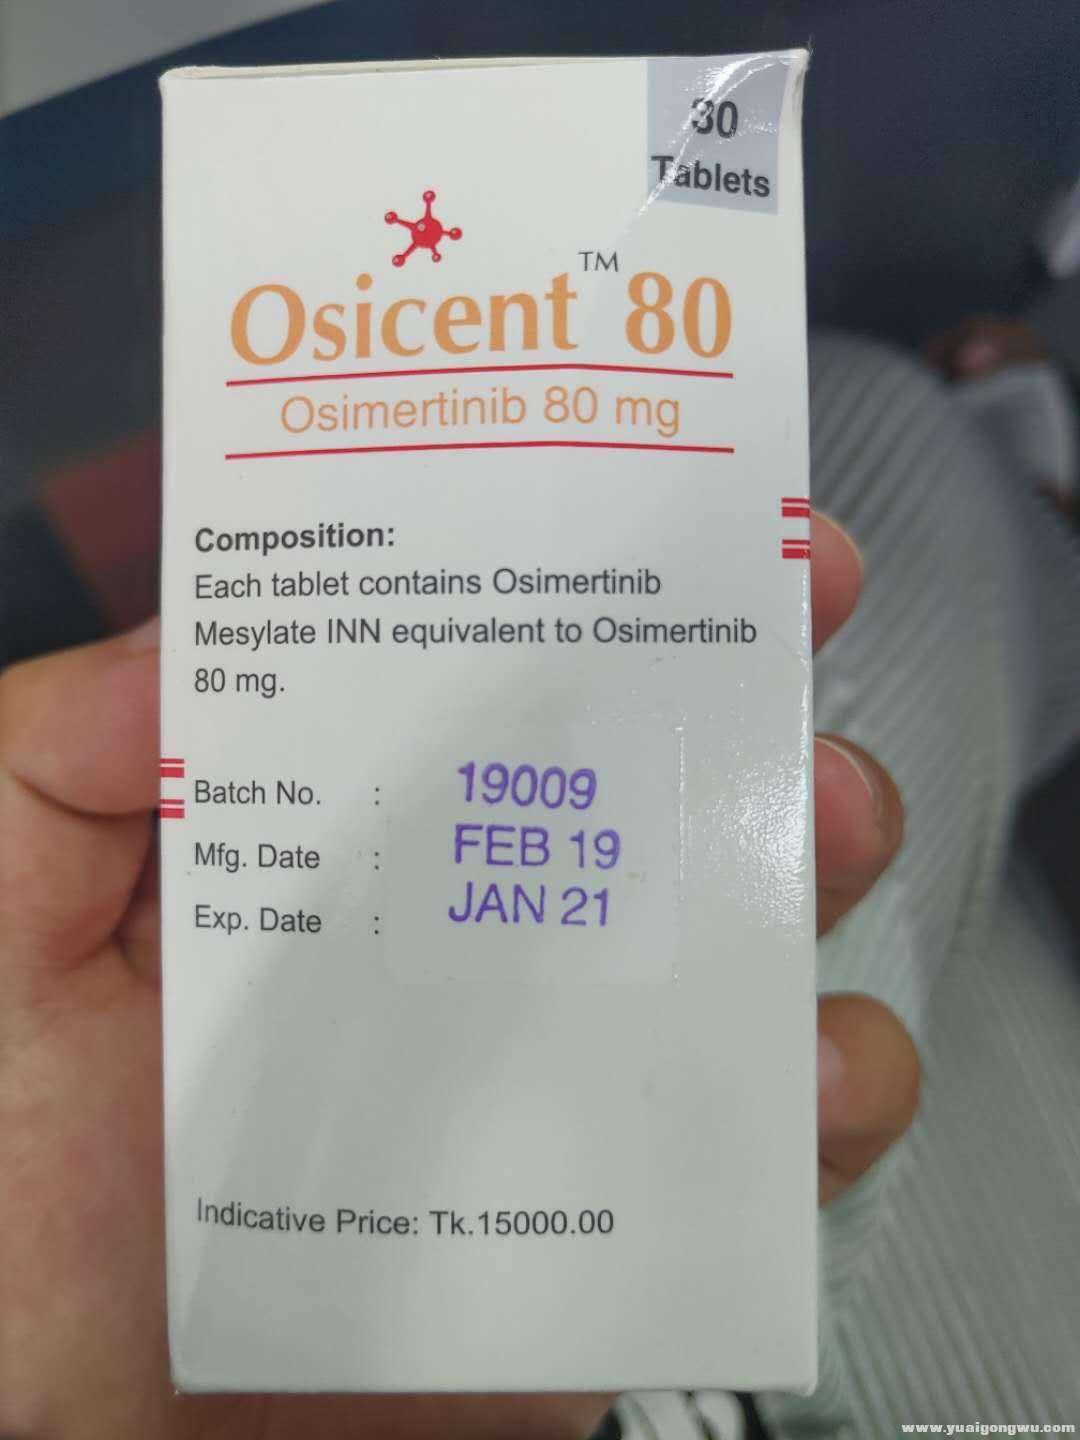 30
Tablets
Osicent™ 80
Osimertinib 80 mg
Composition:
Each tablet contains Osimertinib
Mesylate INN equivalent to Osimertinib
80 mg.
Batch No. : 19009
Mfg. Date : FEB 19
Exp. Date : JAN 21
Indicative Price: Tk.15000.00
www.yuaigongwu.com